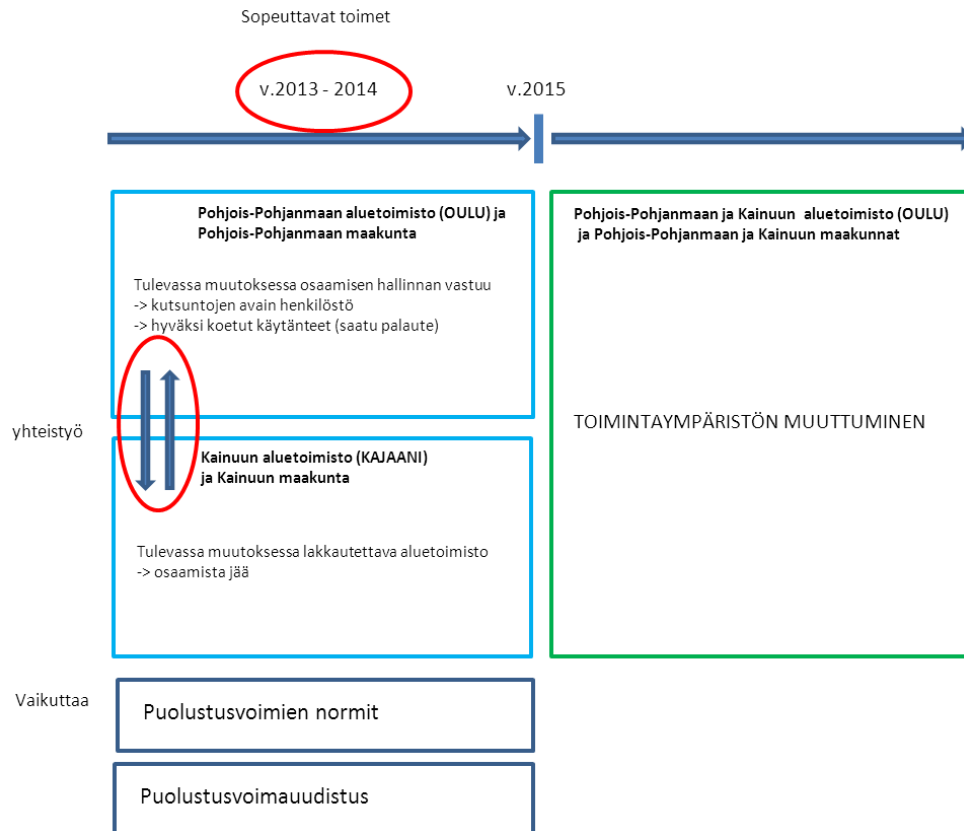 Sopeuttavat toimet
v.2013 - 2014
v.2015
Pohjois-Pohjanmaan aluetoimisto (OULU) ja
Pohjois-Pohjanmaan maakunta
Tulevassa muutoksessa osaamisen hallinnan vastuu
-> kutsuntojen avain henkilöstö
-> hyväksi koetut käytänteet (saatu palaute)
Pohjois-Pohjanmaan ja Kainuun aluetoimisto (OULU)
ja Pohjois-Pohjanmaan ja Kainuun maakunnat
TOIMINTAYMPÄRISTÖN MUUTTUMINEN
yhteistyö
Kainuun aluetoimisto (KAJAANI)
ja Kainuun maakunta
Tulevassa muutoksessa lakkautettava aluetoimisto
-> osaamista jää
Vaikuttaa
Puolustusvoimien normit
Puolustusvoimauudistus